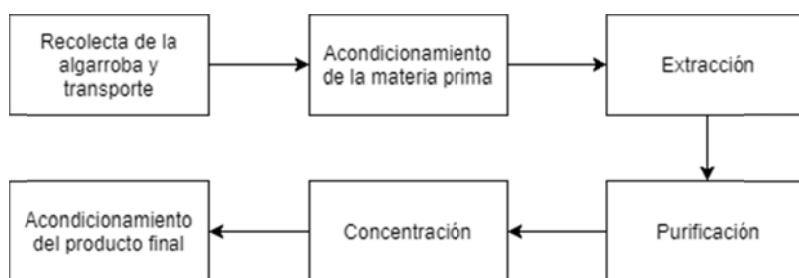 Recolecta de la
algarroba y
transporte
Acondicionamiento
de la materia prima
Extracción
Purificación
Concentración
Acondicionamiento
del producto final